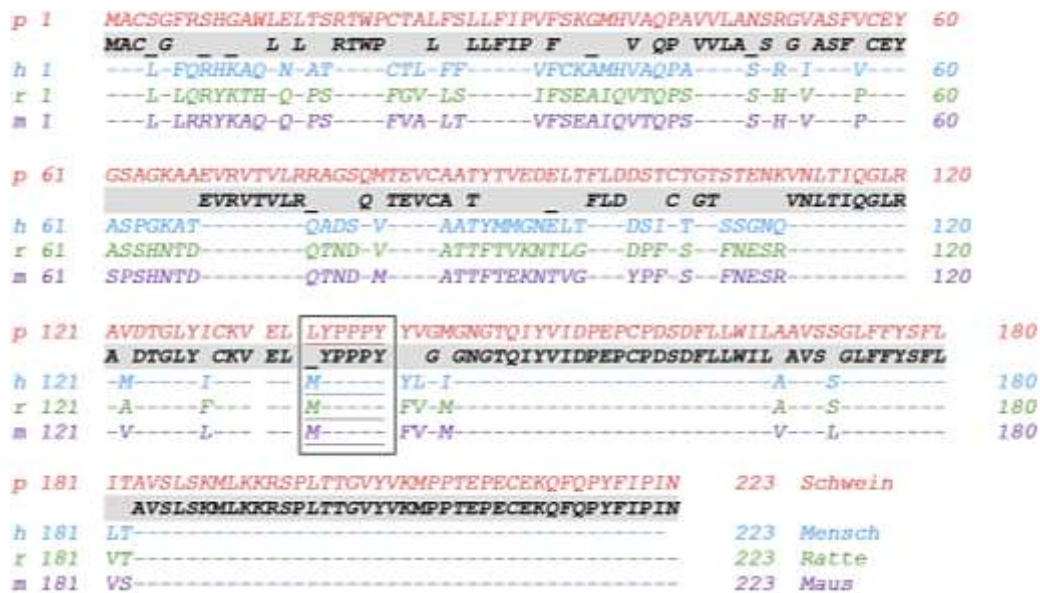 p 1 MACSGFRSHGAWLELTSRTWPCTALFSLLFIPVFSKGMHVAQPAVVLANSRGVASFVCEY 60
MAC_G _ _ L L RTWP L LLFIP F _ V QP VVLA_S G ASF CEY
h 1 ---L-FQRHKAQ-N-AT----CTL-FF-----VFCKAMHVAQPA----S-R-I---V--- 60
r 1 ---L-LQRYKTH-Q-PS----FGV-LS-----IFSEAIQVTQPS----S-H-V---P--- 60
m 1 ---L-LRRYKAQ-Q-PS----FVA-LT-----VFSEAIQVTQPS----S-H-V---P--- 60
p 61 GSAGKAAEVRVTVLRRAGSQMTEVCAATYTVEDELTFLDDSTCTGTSTENKVNLTIQGLR 120
EVRVTVLR_ Q TEVCA T _ FLD C GT VNLTIQGLR
h 61 ASPGKAT--------QADS-V----AATYMMGNELT---DSI-T--SSGNQ--------- 120
r 61 ASSHNTD--------QTND-V----ATTFTVKNTLG---DPF-S--FNESR--------- 120
m 61 SPSHNTD--------QTND-M----ATTFTEKNTVG---YPF-S--FNESR--------- 120
p 121 AVDTGLYICKV EL LYPPPY YVGMGNGTQIYVIDPEPCPDSDFLLWILAAVSSGLFFYSFL 180
A DTGLY CKV EL _YPPPY G GNGTQIYVIDPEPCPDSDFLLWIL AVS GLFFYSFL
h 121 -M-----I--- -- M----- YL-I-----------------------A---S--------- 180
r 121 -A-----F--- -- M----- FV-M-----------------------A---S--------- 180
m 121 -V-----L--- -- M----- FV-M-----------------------V---L--------- 180
p 181 ITAVSLSKMLKKRSPLTTGVYVKMPPTEPECEKQFQPYFIPIN 223 Schwein
AVSLSKMLKKRSPLTTGVYVKMPPTEPECEKQFQPYFIPIN
h 181 LT----------------------------------------- 223 Mensch
r 181 VT----------------------------------------- 223 Ratte
m 181 VS----------------------------------------- 223 Maus